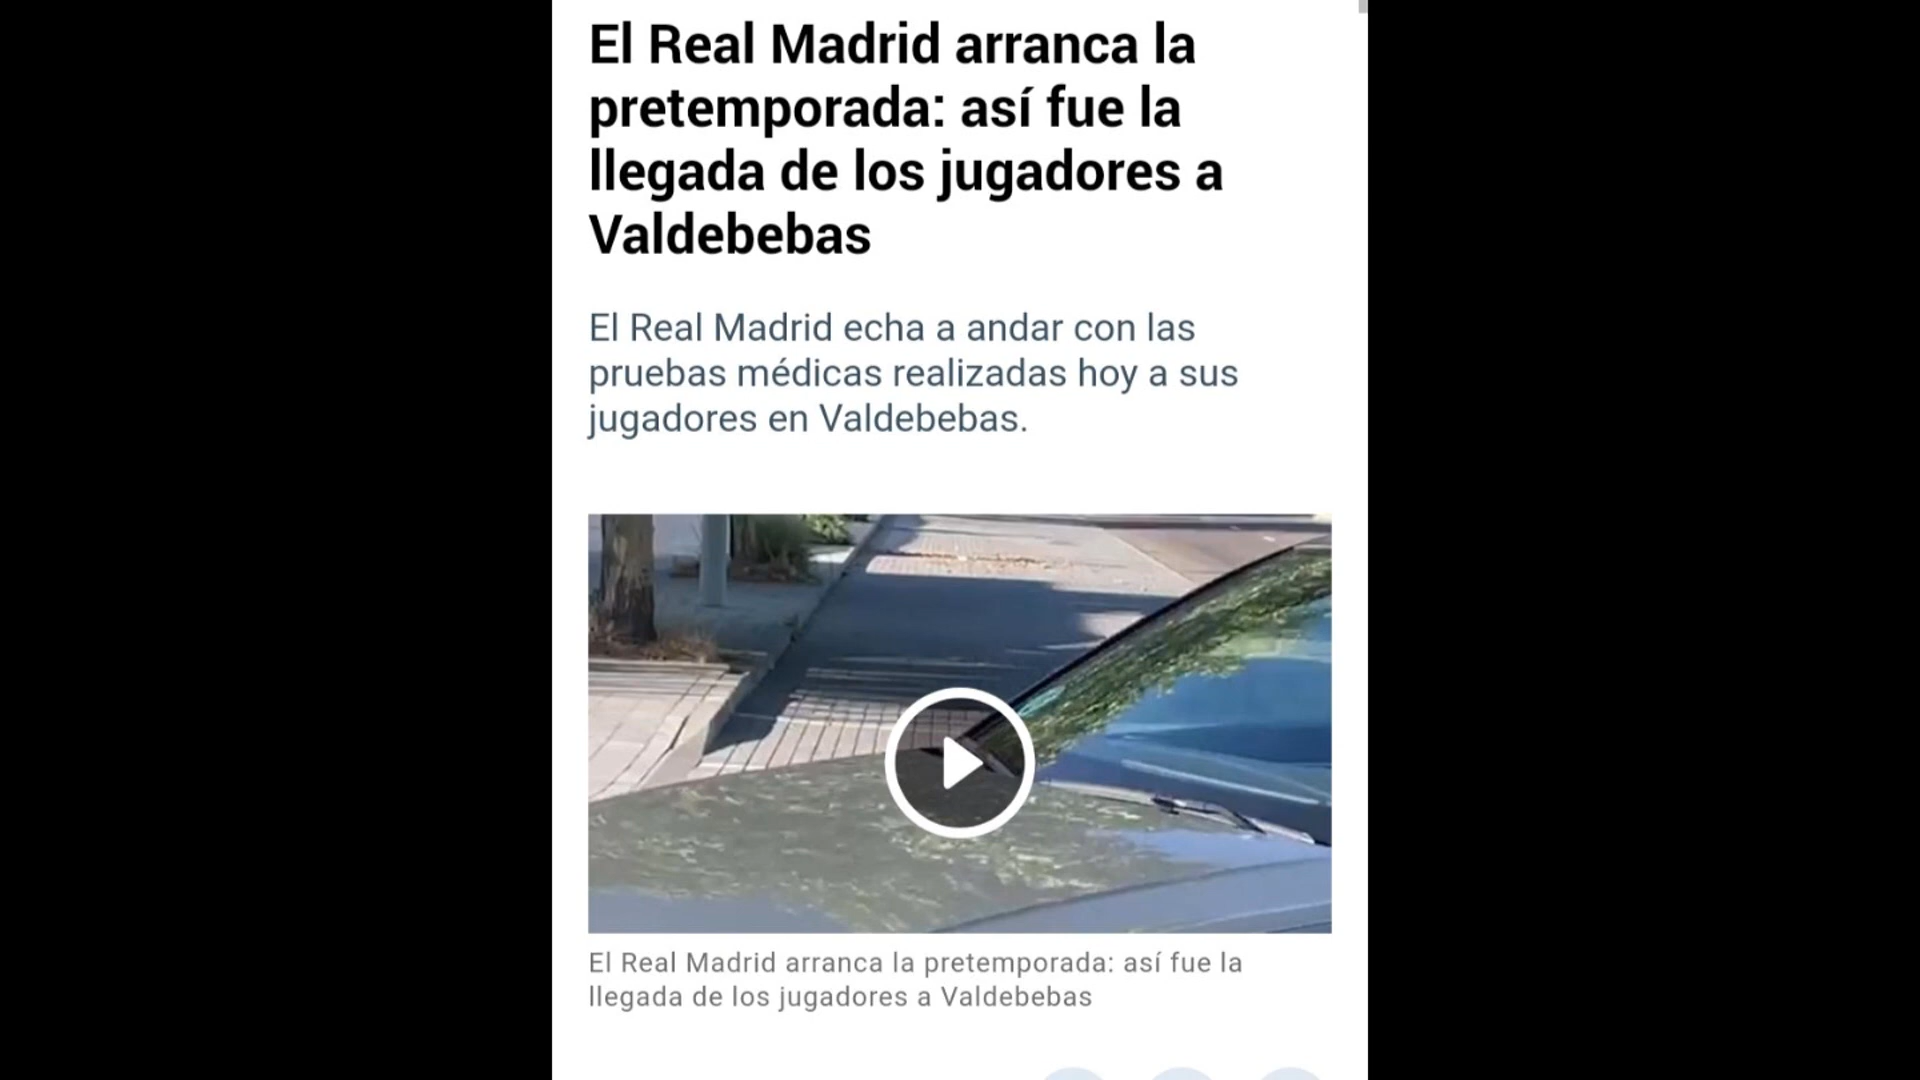 El Real Madrid arranca la
pretemporada: así fue la
llegada de los jugadores a
Valdebebas
El Real Madrid echa a andar con las
pruebas médicas realizadas hoy a sus
jugadores en Valdebebas.
El Real Madrid arranca la pretemporada: así fue la
llegada de los jugadores a Valdebebas